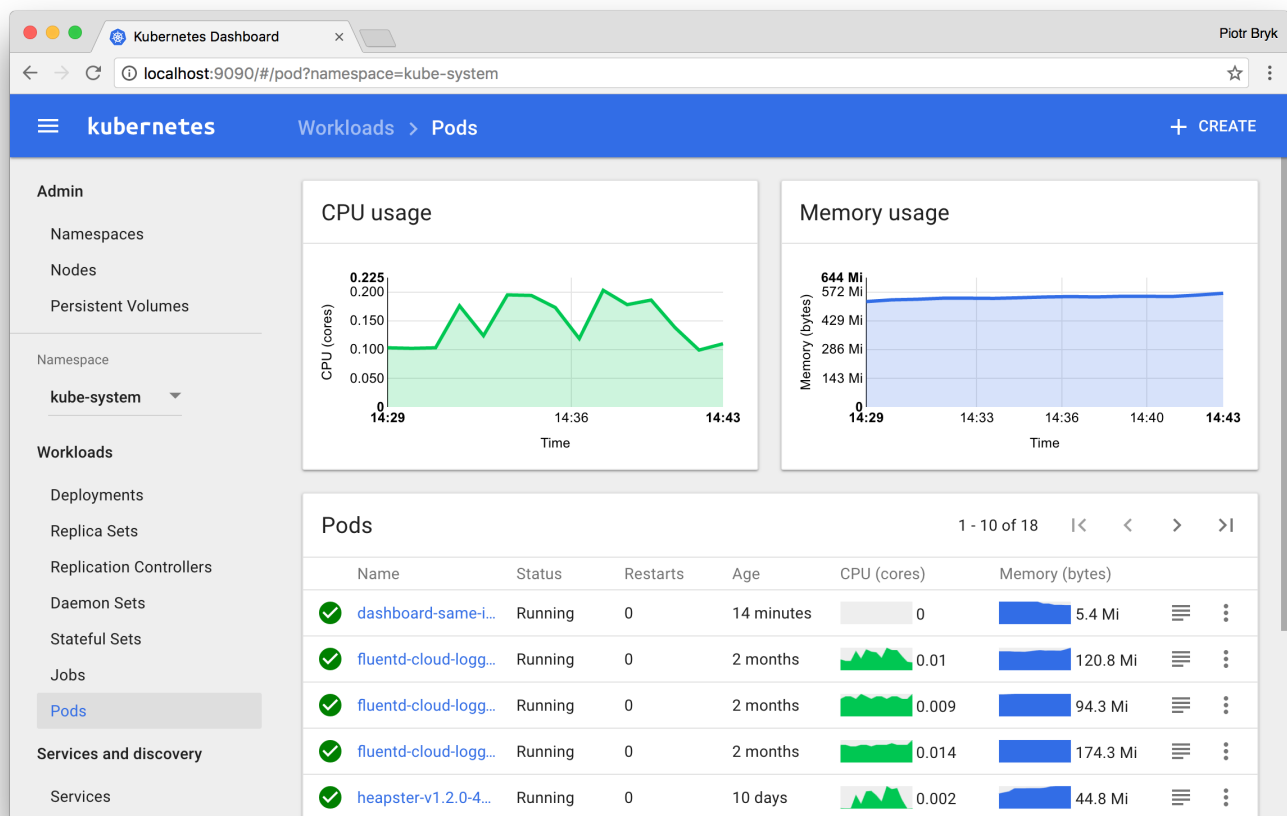 Kubernetes Dashboard
Piotr Bryk
localhost:9090/#/pod?namespace=kube-system
kubernetes
Workloads > Pods
+ CREATE
Admin
Namespaces
Nodes
Persistent Volumes
Namespace
kube-system
Workloads
Deployments
Replica Sets
Replication Controllers
Daemon Sets
Stateful Sets
Jobs
Pods
Services and discovery
Services
CPU usage
CPU (cores)
0.225
0.200
0.150
0.100
0.050
0
14:29 14:36 14:43
Time
Memory usage
Memory (bytes)
644 Mi
572 Mi
429 Mi
286 Mi
143 Mi
0
14:29 14:33 14:36 14:40 14:43
Time
Pods
1 - 10 of 18
Name Status Restarts Age CPU (cores) Memory (bytes)
dashboard-same-i... Running 0 14 minutes 0 5.4 Mi
fluentd-cloud-logg... Running 0 2 months 0.01 120.8 Mi
fluentd-cloud-logg... Running 0 2 months 0.009 94.3 Mi
fluentd-cloud-logg... Running 0 2 months 0.014 174.3 Mi
heapster-v1.2.0-4... Running 0 10 days 0.002 44.8 Mi